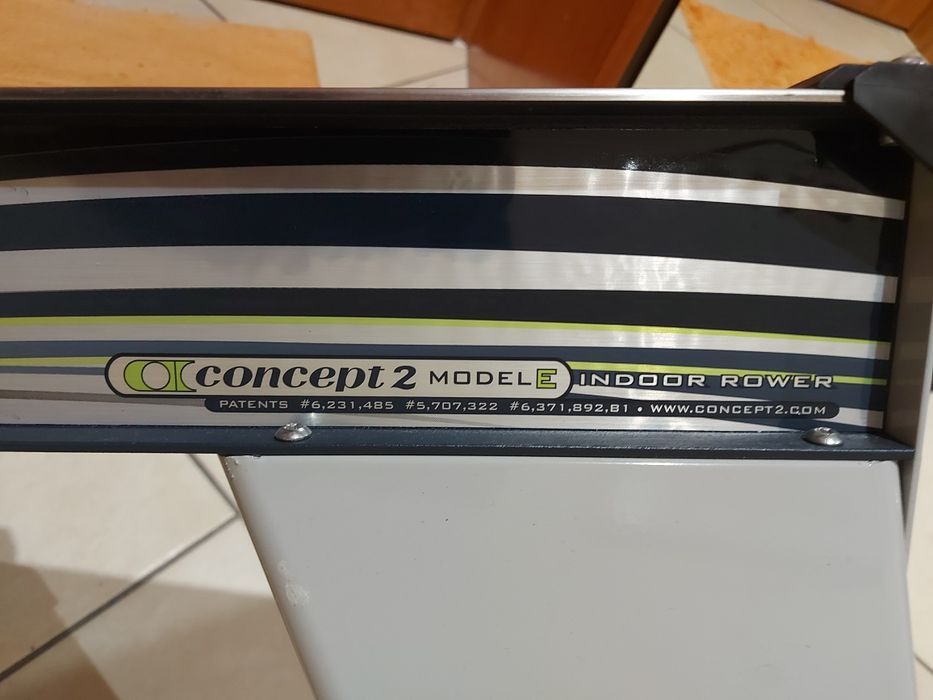 concept 2 MODEL E INDOOR ROWER
PATENTS #6,231,485 #5,707,322 #6,371,892,B1 • WWW.CONCEPT2.COM